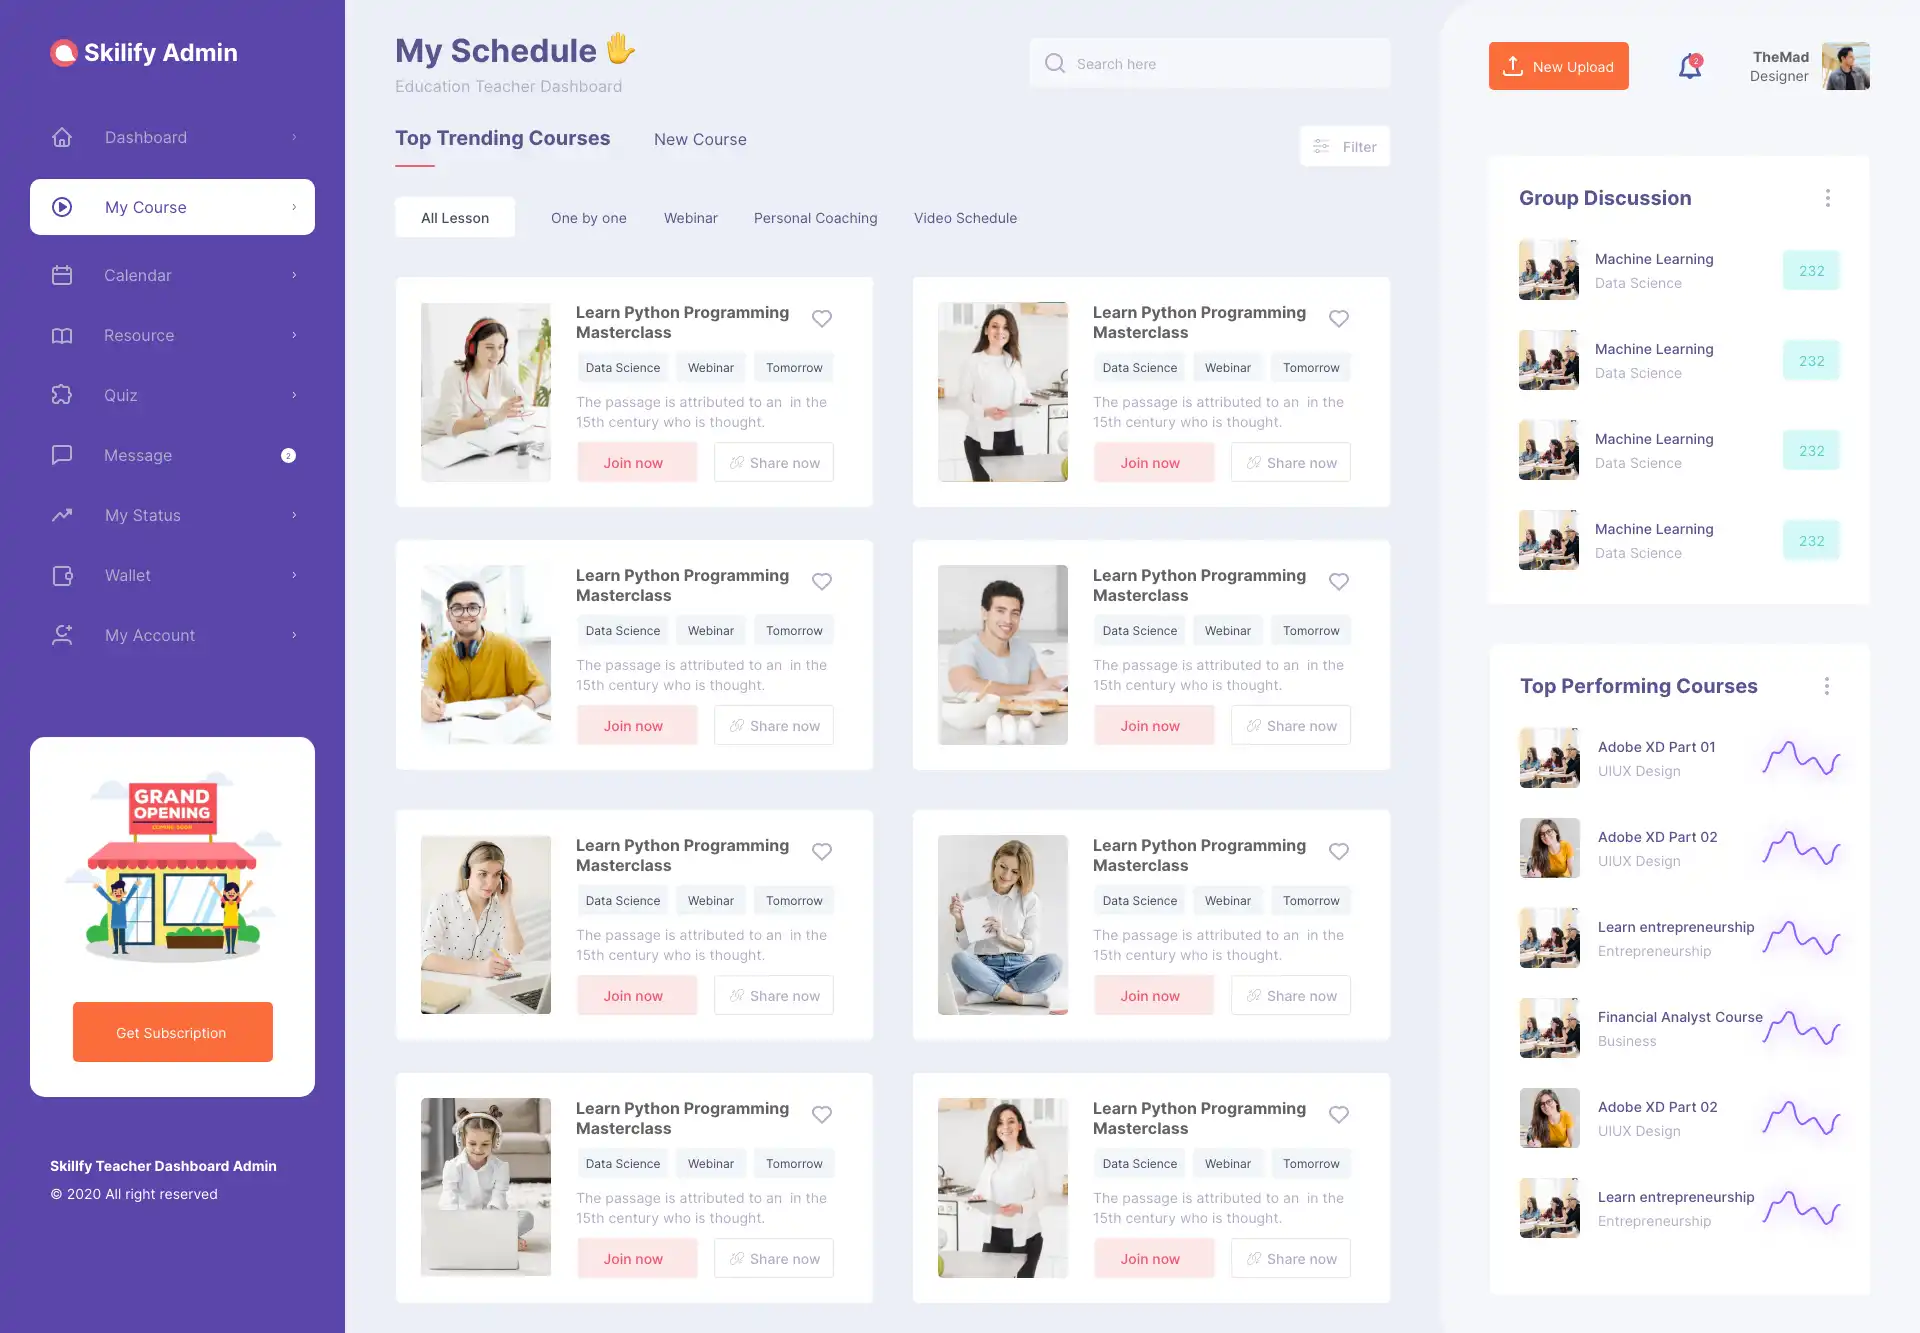 Skilify Admin
Dashboard
My Course
Calendar
Resource
Quiz
Message
2
My Status
Wallet
My Account
GRAND
OPENING
COMING SOON
Get Subscription
Skillfy Teacher Dashboard Admin
© 2020 All right reserved
My Schedule
Education Teacher Dashboard
Search here
Top Trending Courses
New Course
Filter
All Lesson
One by one
Webinar
Personal Coaching
Video Schedule
Learn Python Programming
Masterclass
Data Science
Webinar
Tomorrow
The passage is attributed to an in the
15th century who is thought.
Join now
Share now
Learn Python Programming
Masterclass
Data Science
Webinar
Tomorrow
The passage is attributed to an in the
15th century who is thought.
Join now
Share now
Learn Python Programming
Masterclass
Data Science
Webinar
Tomorrow
The passage is attributed to an in the
15th century who is thought.
Join now
Share now
Learn Python Programming
Masterclass
Data Science
Webinar
Tomorrow
The passage is attributed to an in the
15th century who is thought.
Join now
Share now
Learn Python Programming
Masterclass
Data Science
Webinar
Tomorrow
The passage is attributed to an in the
15th century who is thought.
Join now
Share now
Learn Python Programming
Masterclass
Data Science
Webinar
Tomorrow
The passage is attributed to an in the
15th century who is thought.
Join now
Share now
Learn Python Programming
Masterclass
Data Science
Webinar
Tomorrow
The passage is attributed to an in the
15th century who is thought.
Join now
Share now
Learn Python Programming
Masterclass
Data Science
Webinar
Tomorrow
The passage is attributed to an in the
15th century who is thought.
Join now
Share now
New Upload
2
TheMad
Designer
Group Discussion
Machine Learning
Data Science
232
Machine Learning
Data Science
232
Machine Learning
Data Science
232
Machine Learning
Data Science
232
Top Performing Courses
Adobe XD Part 01
UIUX Design
Adobe XD Part 02
UIUX Design
Learn entrepreneurship
Entrepreneurship
Financial Analyst Course
Business
Adobe XD Part 02
UIUX Design
Learn entrepreneurship
Entrepreneurship